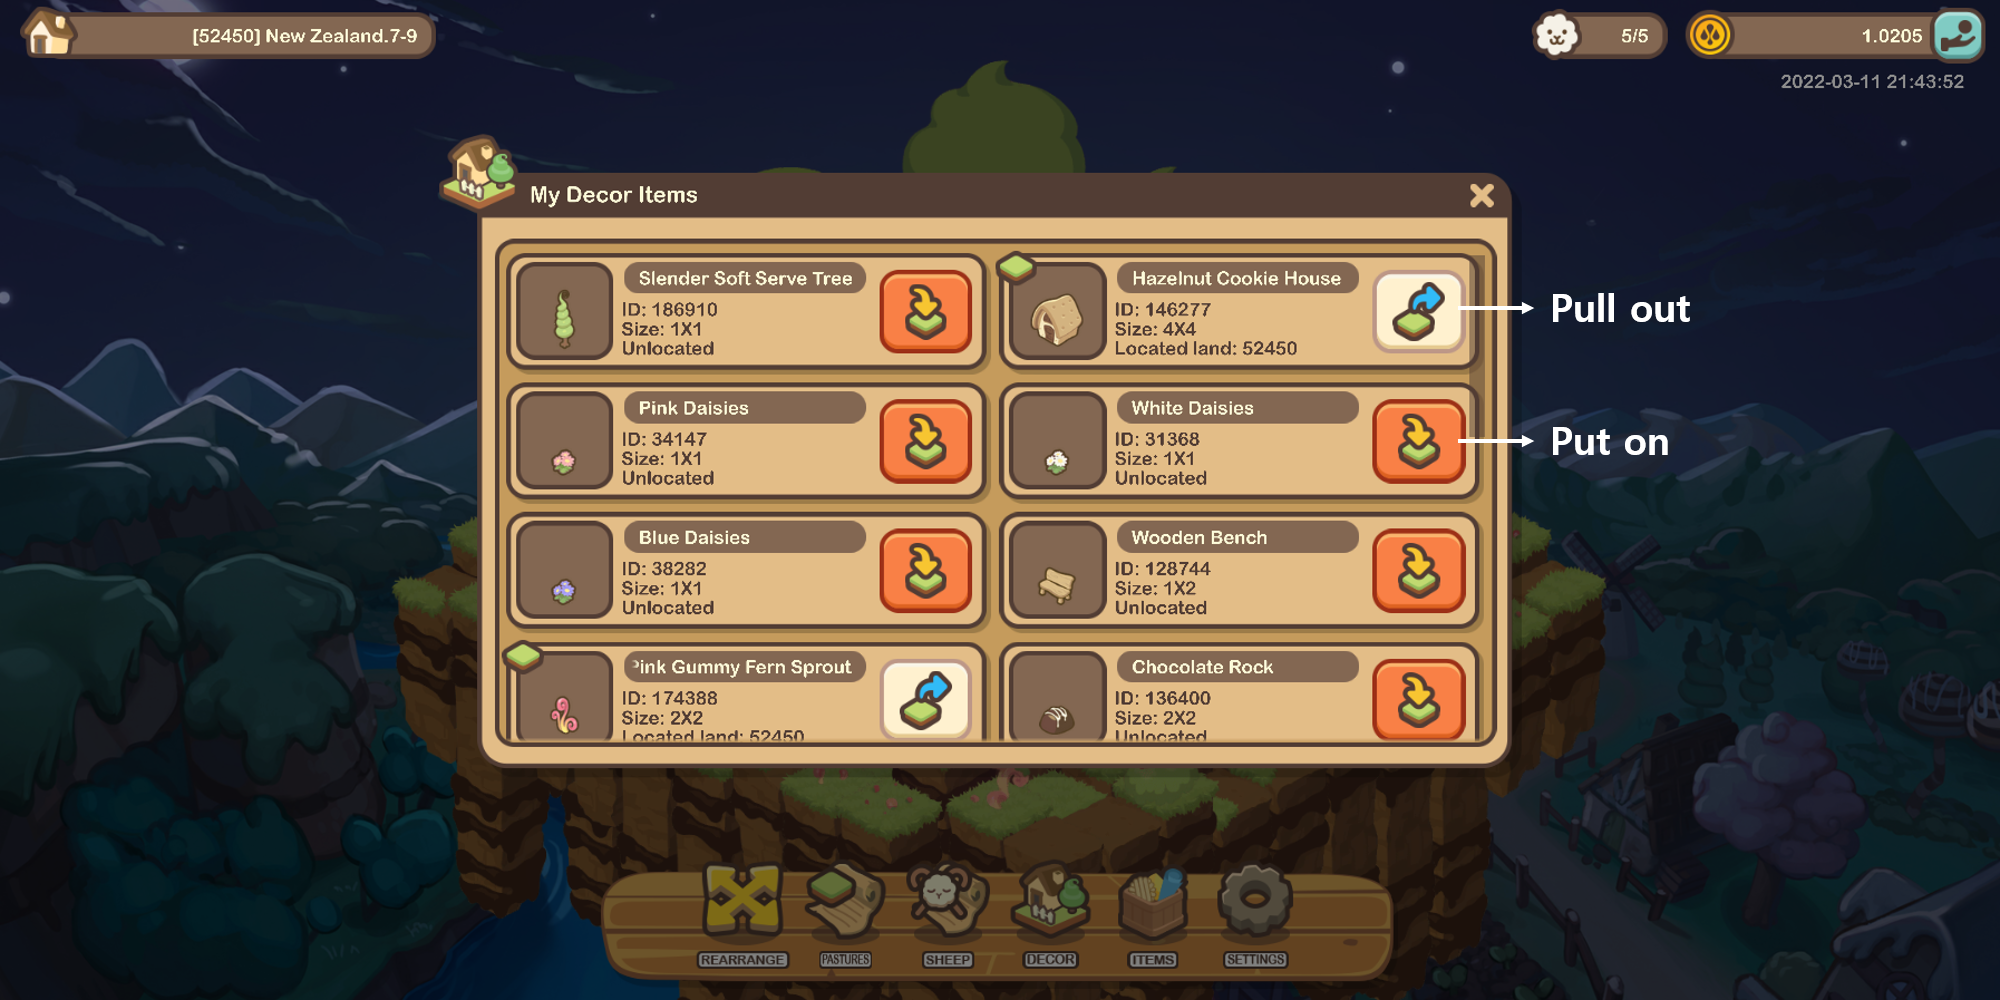 [52450] New Zealand.7-9
5/5
1.0205
2022-03-11 21:43:52
My Decor Items
Slender Soft Serve Tree
ID: 186910
Size: 1X1
Unlocated
Hazelnut Cookie House
ID: 146277
Size: 4X4
Located land: 52450
Pull out
Pink Daisies
ID: 34147
Size: 1X1
Unlocated
White Daisies
ID: 31368
Size: 1X1
Unlocated
Put on
Blue Daisies
ID: 38282
Size: 1X1
Unlocated
Wooden Bench
ID: 128744
Size: 1X2
Unlocated
Pink Gummy Fern Sprout
ID: 174388
Size: 2X2
Located land: 52450
Chocolate Rock
ID: 136400
Size: 2X2
Unlocated
REARRANGE
PASTURES
SHEEP
DECOR
ITEMS
SETTINGS